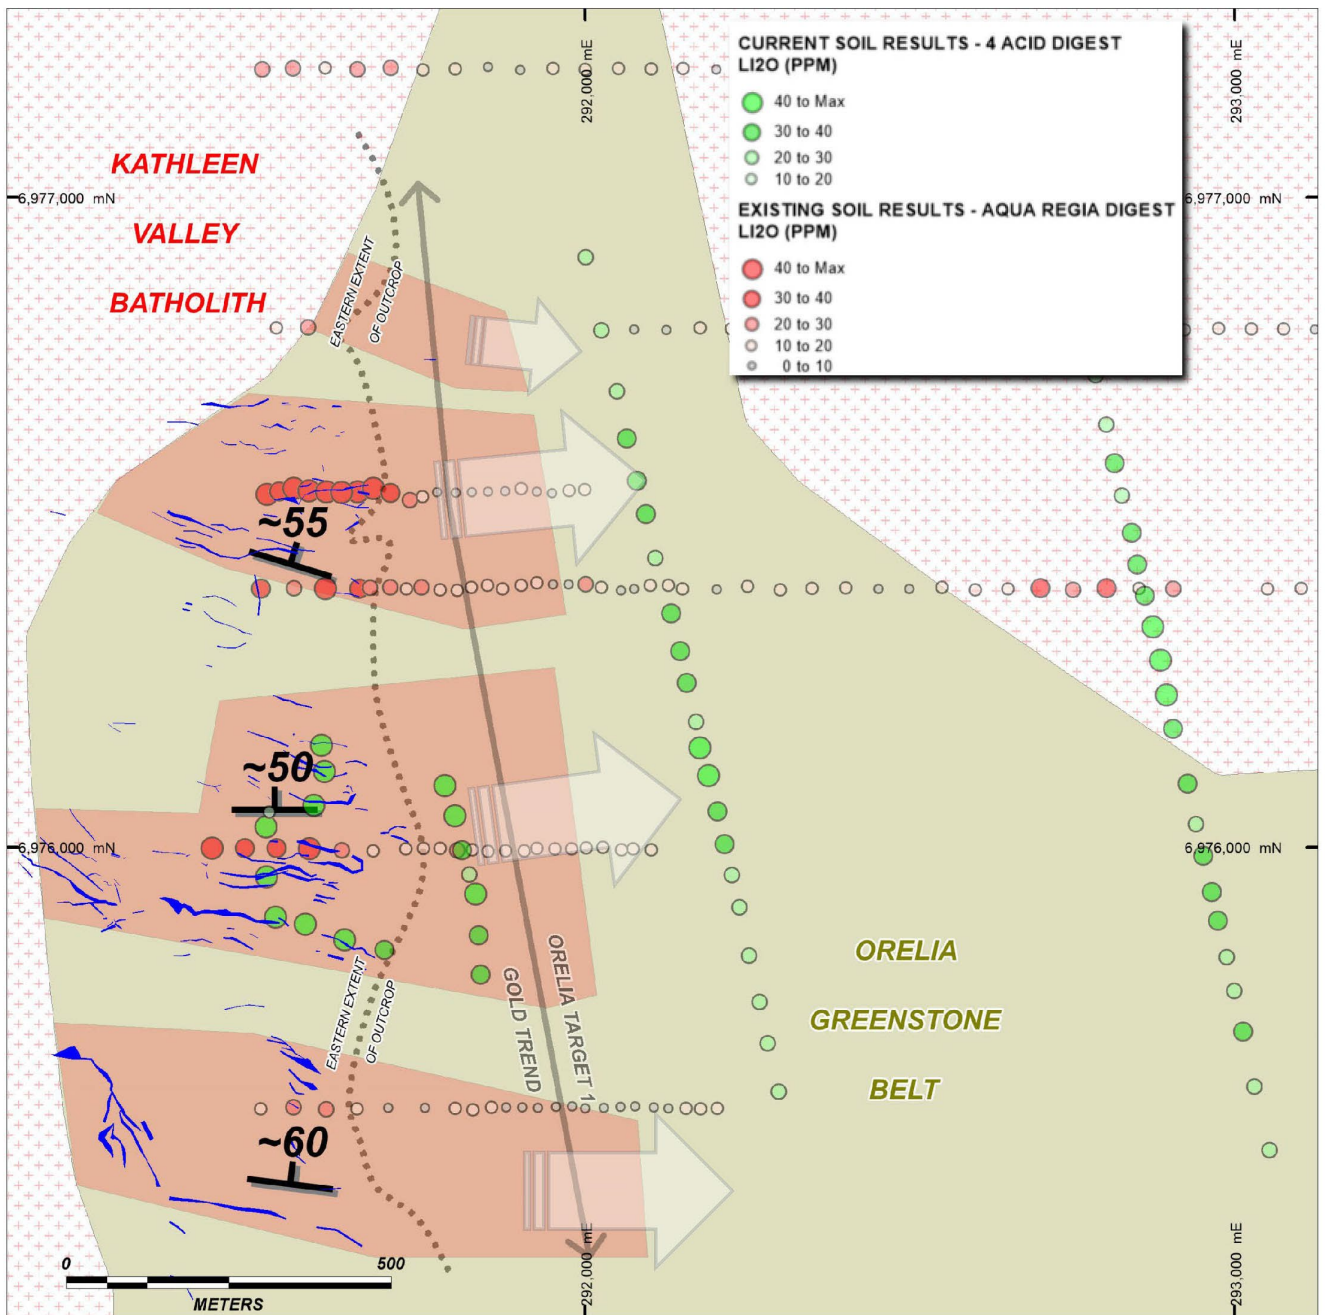 292,000 mE
293,000 mE
CURRENT SOIL RESULTS - 4 ACID DIGEST
LI2O (PPM)
40 to Max
30 to 40
20 to 30
10 to 20
EXISTING SOIL RESULTS - AQUA REGIA DIGEST
LI2O (PPM)
40 to Max
30 to 40
20 to 30
10 to 20
0 to 10
KATHLEEN
VALLEY
BATHOLITH
6,977,000 mN
6,977,000 mN
EASTERN EXTENT
OF OUTCROP
~55
~50
6,976,000 mN
6,976,000 mN
ORELIA TARGET 1
GOLD TREND
ORELIA
GREENSTONE
BELT
EASTERN EXTENT
OF OUTCROP
~60
0 500
METERS
292,000 mE
293,000 mE